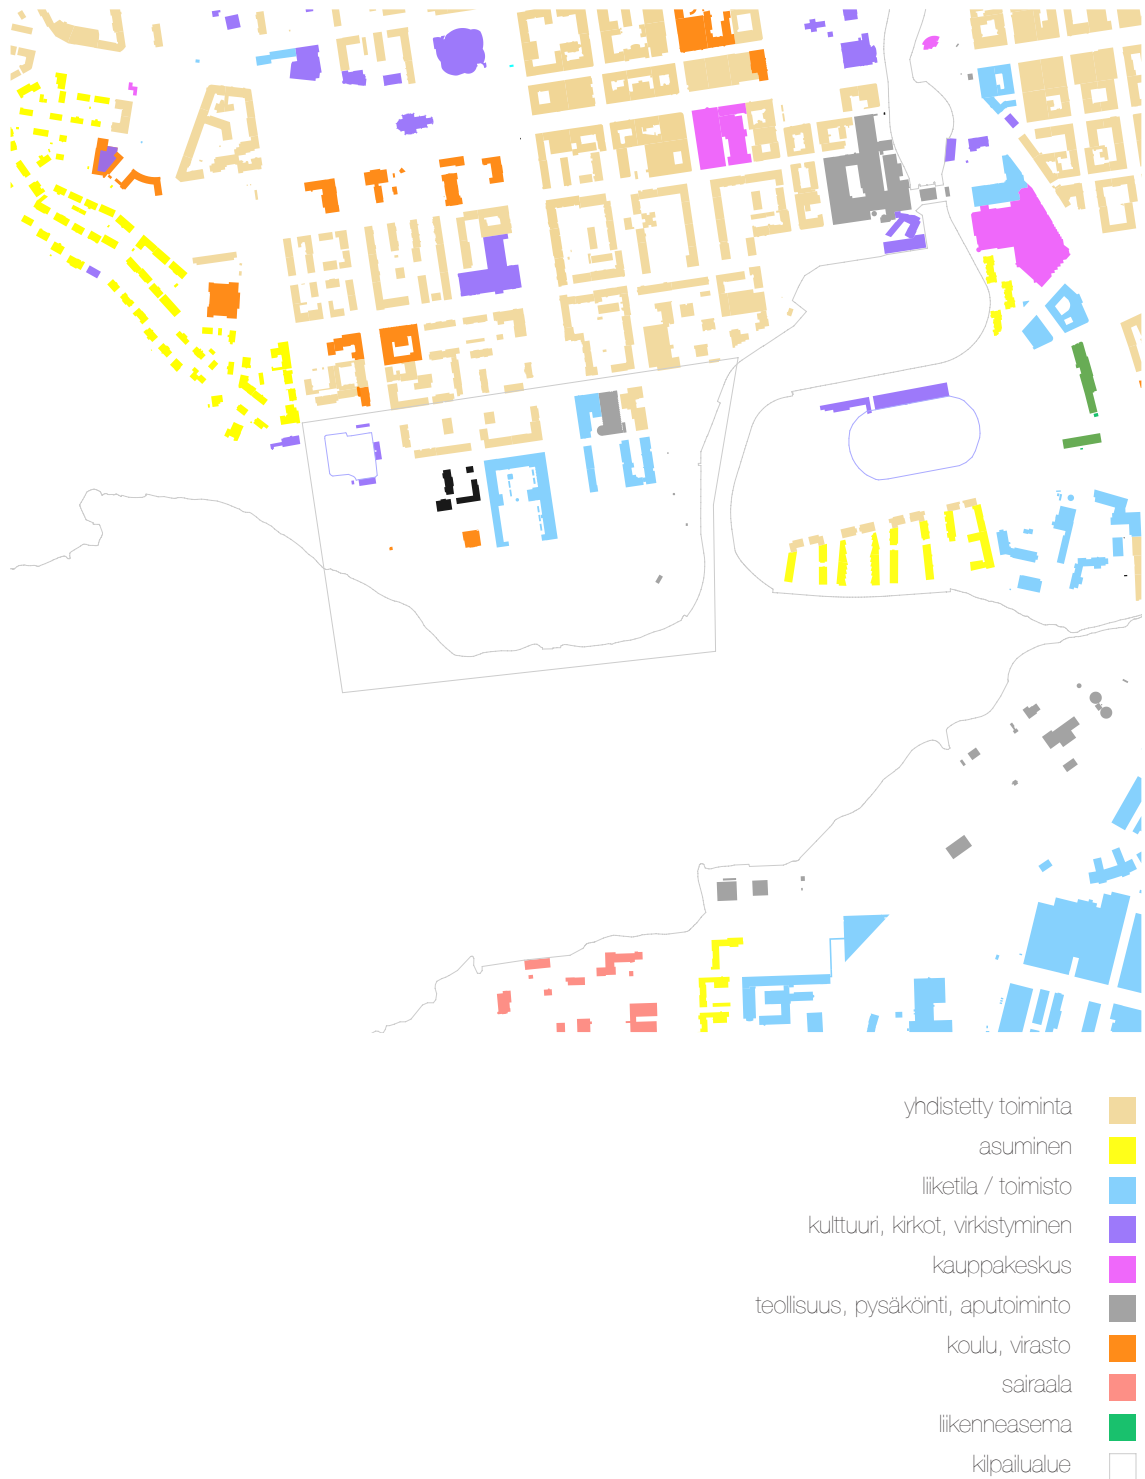 yhdistetty toiminta
asuminen
liiketila / toimisto
kulttuuri, kirkot, virkistyminen
kauppakeskus
teollisuus, pysäköinti, aputoiminto
koulu, virasto
sairaala
liikenneasema
kilpailualue